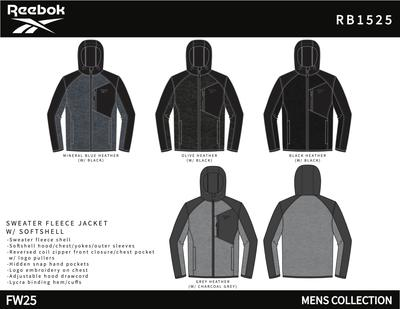 Reebok
RB1525
MINERAL BLUE HEATHER
(W/ BLACK)
OLIVE HEATHER
(W/ BLACK)
BLACK HEATHER
(W/ BLACK)
SWEATER FLEECE JACKET
W/ SOFTSHELL
-Sweater fleece shell
-Softshell hood/chest/yokes/outer sleeves
-Reversed coil zipper front closure/chest pocket
w/ logo pullers
-Hidden snap hand pockets
-Logo embroidery on chest
-Adjustable hood drawcord
-Lycra binding hem/cuffs
GREY HEATHER
(W/ CHARCOAL GREY)
FW25
MENS COLLECTION